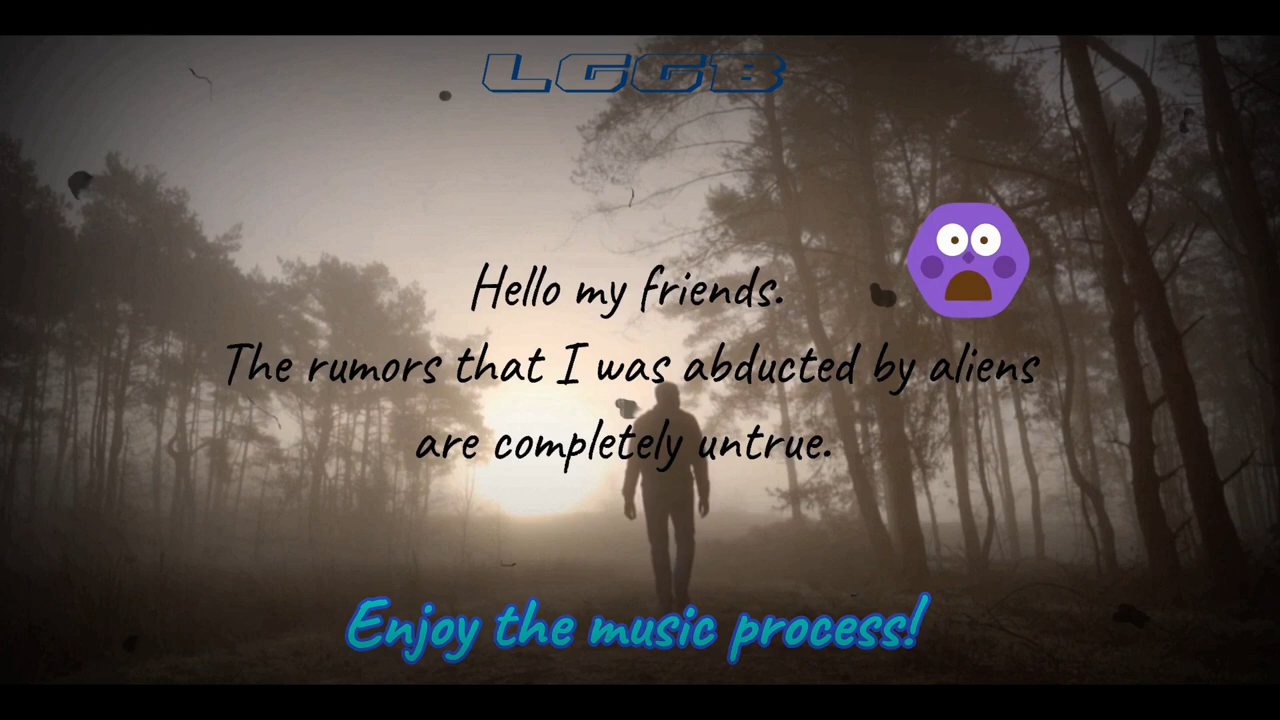 LGGB
Hello my friends.
The rumors that I was abducted by aliens
are completely untrue.
Enjoy the music process!